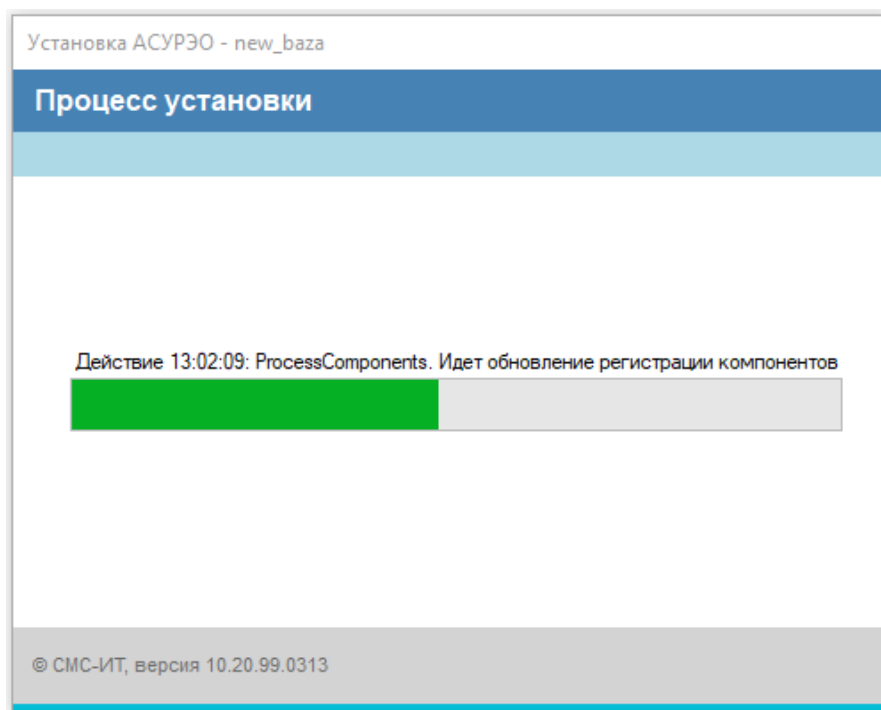 Установка АСУРЭО - new_baza
Процесс установки
Действие 13:02:09: ProcessComponents. Идет обновление регистрации компонентов
© СМС-ИТ, версия 10.20.99.0313